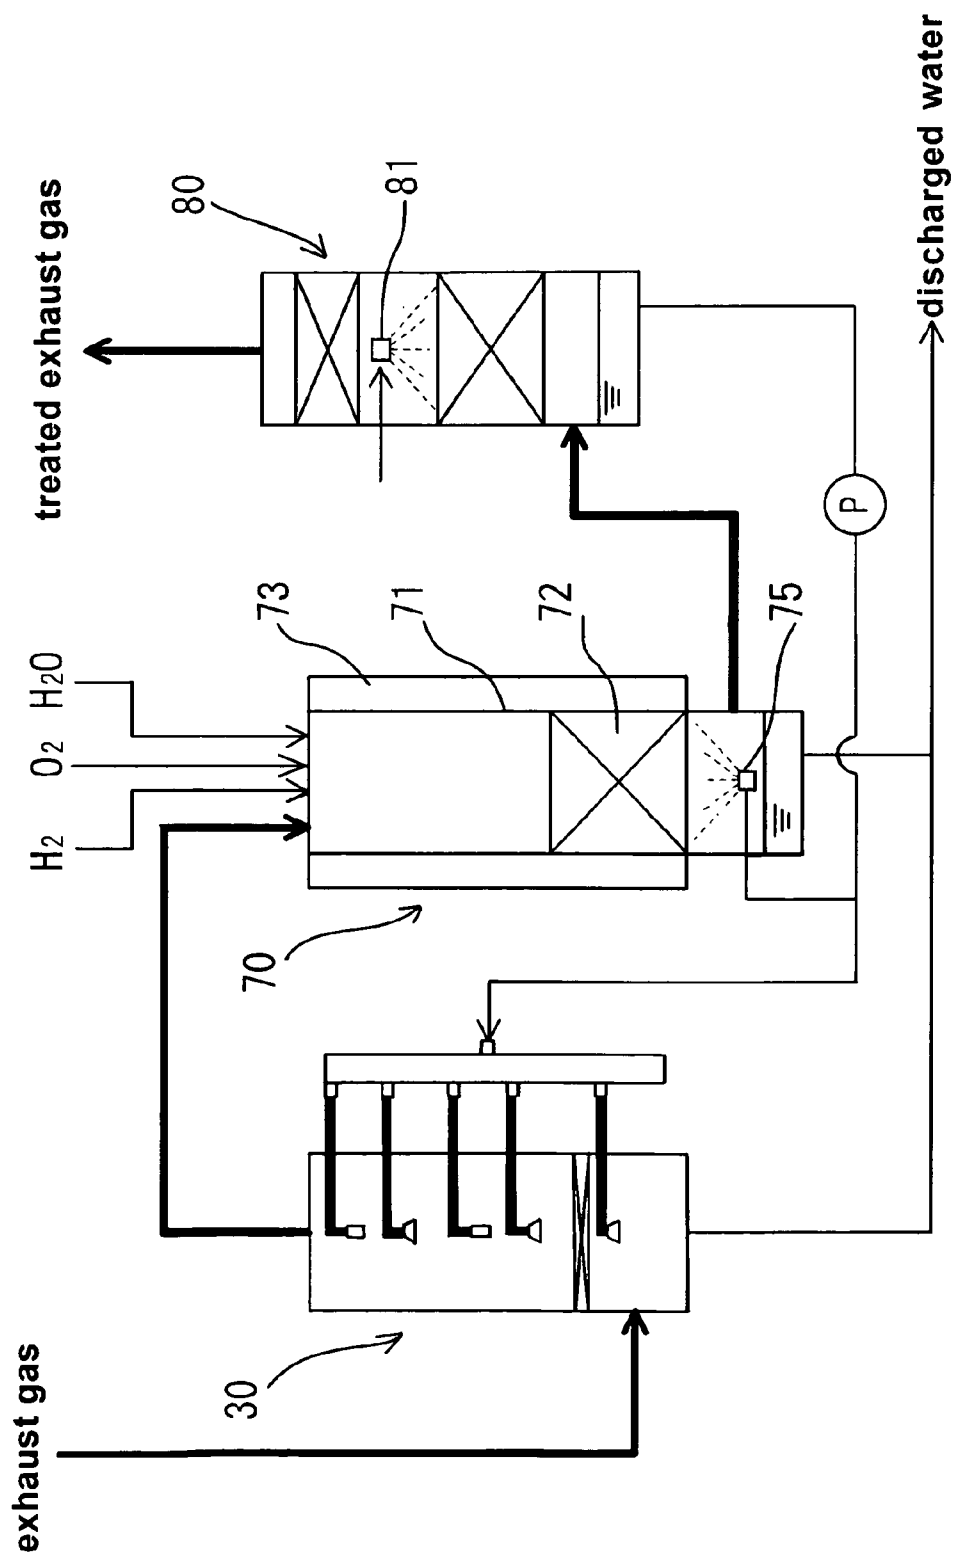 exhaust gas
30
70
H2
O2
H2O
73
71
72
75
treated exhaust gas
80
81
P
discharged water